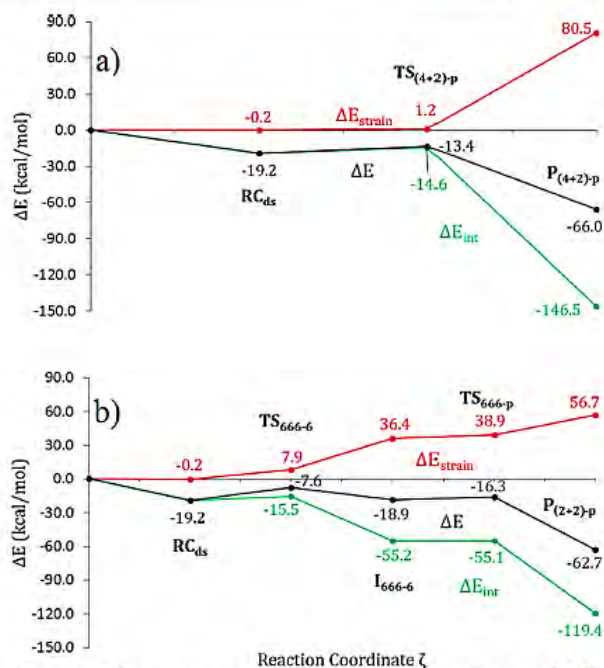 90.0
80.5
a)
TS(4+2)-p
60.0
30.0
-0.2
ΔEstrain
1.2
0.0
-13.4
-30.0
-19.2
ΔE
-14.6
P(4+2)-p
RCds
-60.0
ΔEint
-66.0
-90.0
-120.0
-146.5
-150.0
ΔE (kcal/mol)
90.0
b)
TS666-6
TS666-p
56.7
60.0
36.4
38.9
30.0
-0.2
7.9
ΔEstrain
0.0
-7.6
-16.3
P(2+2)-p
-30.0
-19.2
-15.5
-18.9
ΔE
RCds
-60.0
-55.2
-55.1
-62.7
I666-6
ΔEint
-90.0
-120.0
-119.4
-150.0
ΔE (kcal/mol)
Reaction Coordinate ζ